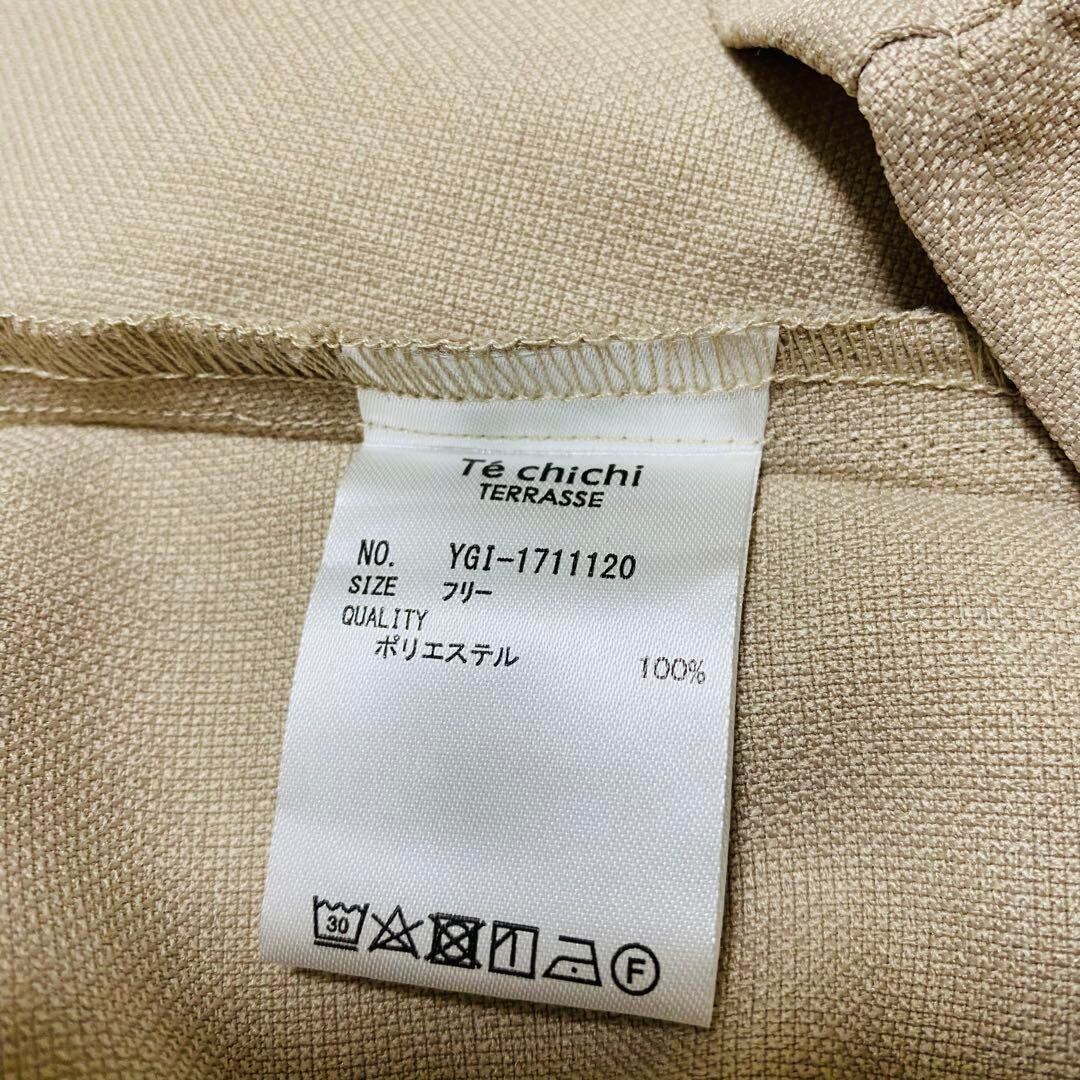 Té chichi
TERRASSE
NO. YGI-1711120
SIZE フリー
QUALITY
ポリエステル 100%
30
F